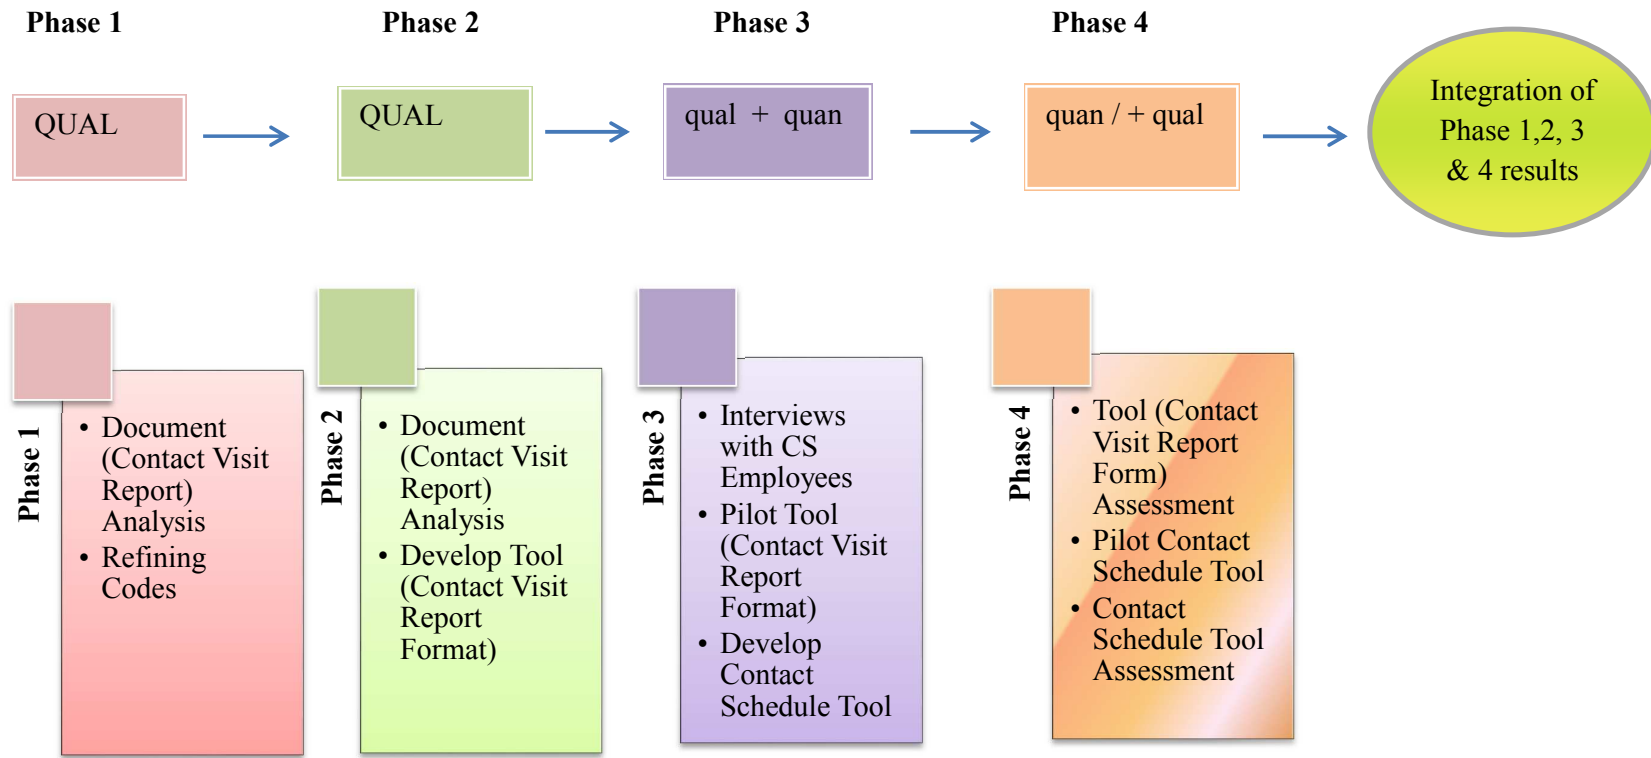 Phase 1
Phase 2
Phase 3
Phase 4
QUAL
QUAL
qual + quan
quan / + qual
Integration of
Phase 1,2, 3
& 4 results
Phase 1
• Document
(Contact Visit
Report)
Analysis
• Refining
Codes
Phase 2
• Document
(Contact Visit
Report)
Analysis
• Develop Tool
(Contact Visit
Report
Format)
Phase 3
• Interviews
with CS
Employees
• Pilot Tool
(Contact Visit
Report
Format)
• Develop
Contact
Schedule Tool
Phase 4
• Tool (Contact
Visit Report
Form)
Assessment
• Pilot Contact
Schedule Tool
• Contact
Schedule Tool
Assessment